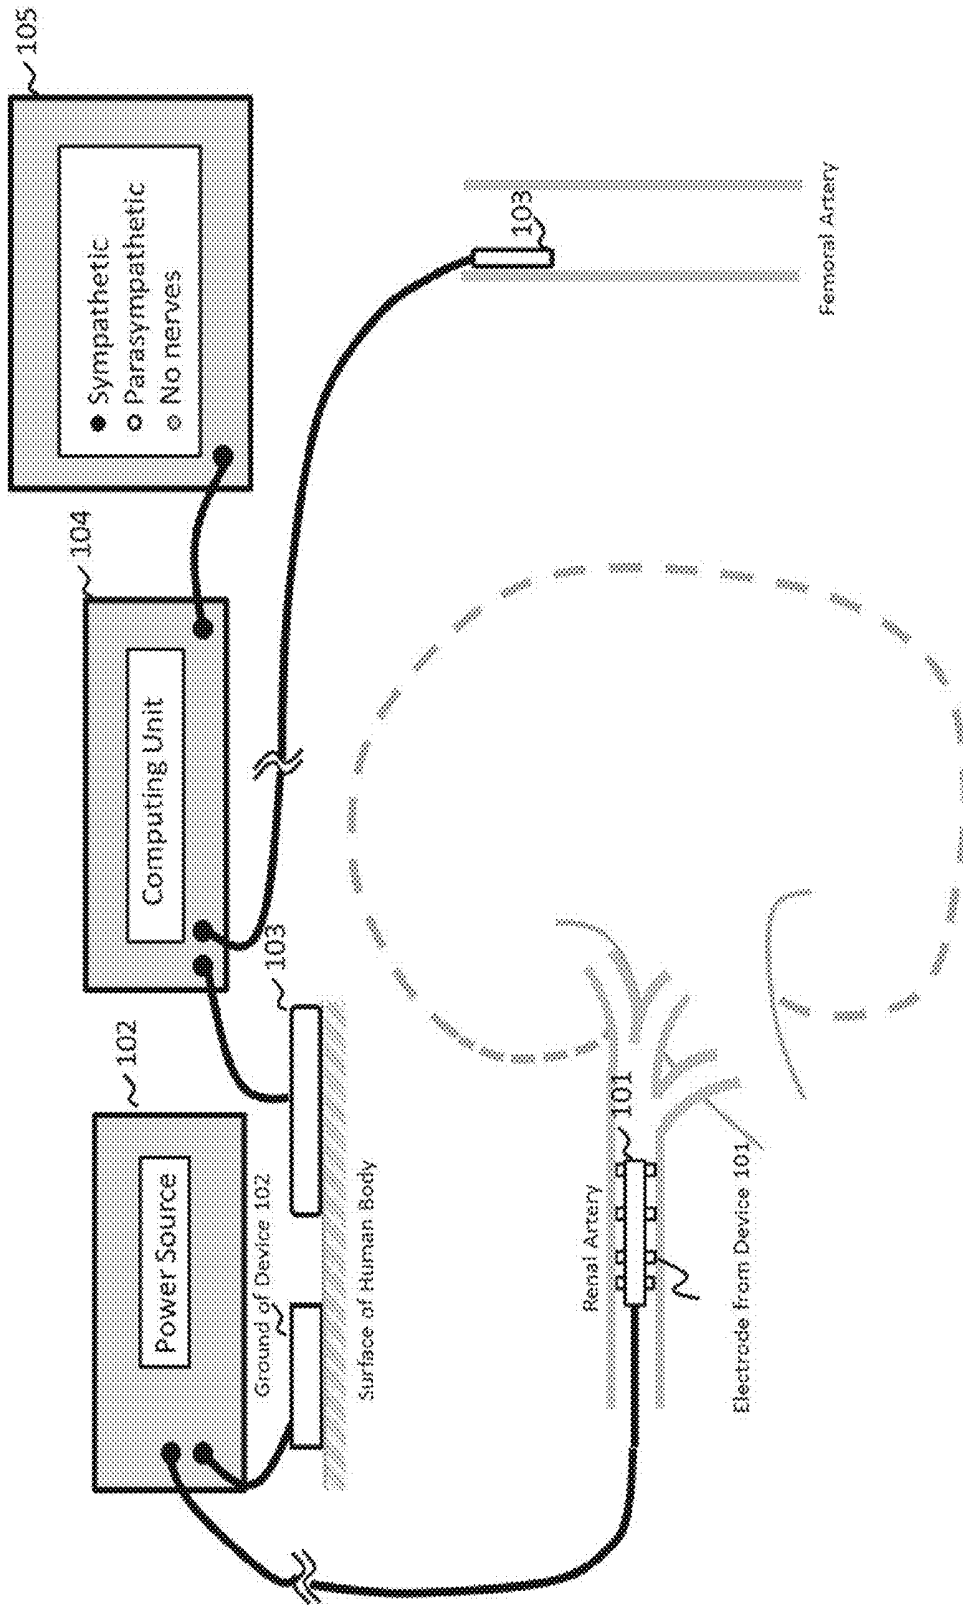 102
Power Source
Ground of Device 102
104
Computing Unit
103
105
Sympathetic
Parasympathetic
No nerves
Surface of Human Body
Renal Artery
101
Electrode from Device 101
103
Femoral Artery